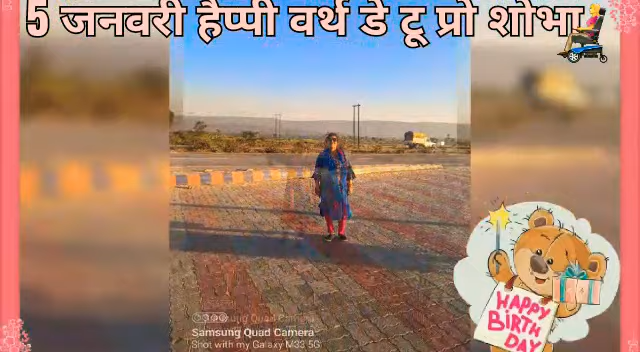 5 जनवरी हैप्पी वर्थ डे टू प्रो शोभा
Samsung Quad Camera
Shot with my Galaxy M33 5G
HAPPY
BIRTH
DAY